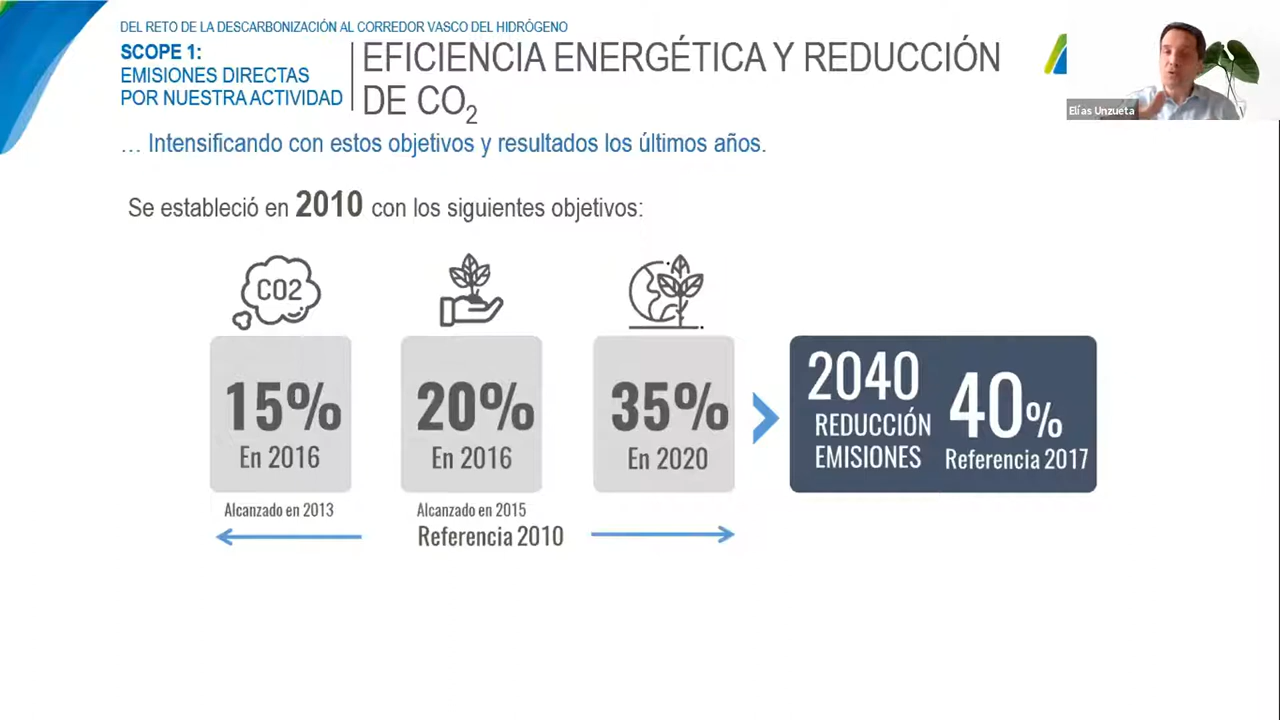 DEL RETO DE LA DESCARBONIZACIÓN AL CORREDOR VASCO DEL HIDRÓGENO
SCOPE 1:
EMISIONES DIRECTAS
POR NUESTRA ACTIVIDAD
EFICIENCIA ENERGÉTICA Y REDUCCIÓN
DE CO2
Elías Unzueta
… Intensificando con estos objetivos y resultados los últimos años.
Se estableció en 2010 con los siguientes objetivos:
CO2
15%
En 2016
Alcanzado en 2013
20%
En 2016
Alcanzado en 2015
35%
En 2020
Referencia 2010
2040
REDUCCIÓN
EMISIONES
40%
Referencia 2017